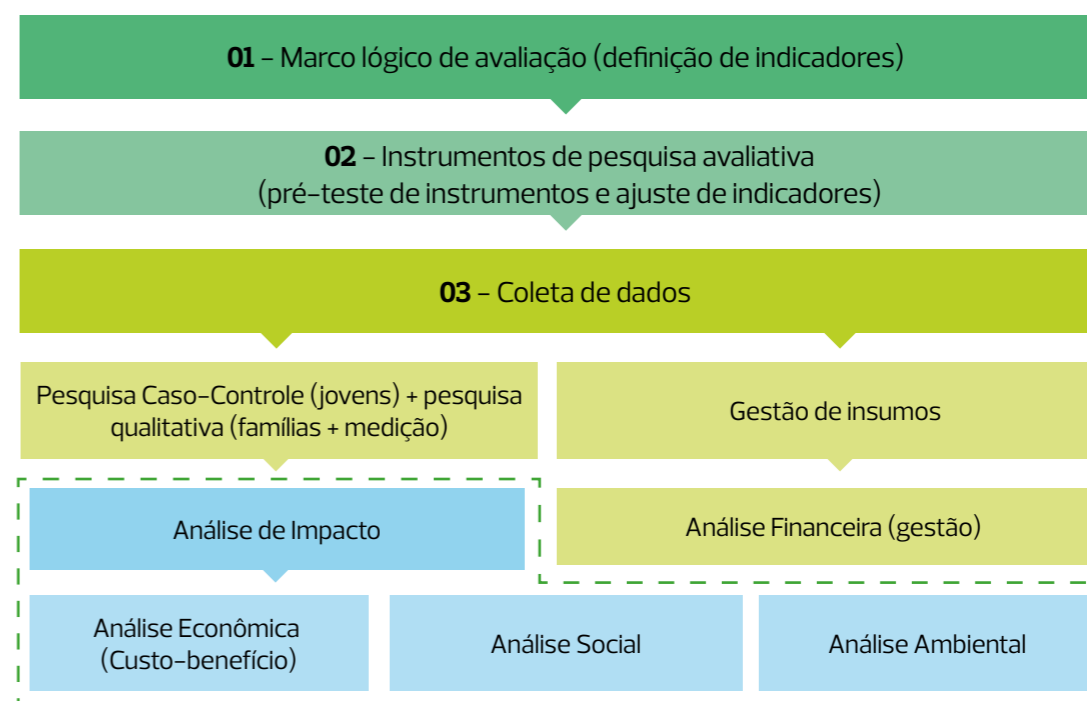 01 – Marco lógico de avaliação (definição de indicadores)
02 – Instrumentos de pesquisa avaliativa
(pré-teste de instrumentos e ajuste de indicadores)
03 – Coleta de dados
Pesquisa Caso-Controle (jovens) + pesquisa
qualitativa (famílias + medição)
Gestão de insumos
Análise de Impacto
Análise Financeira (gestão)
Análise Econômica
(Custo-benefício)
Análise Social
Análise Ambiental